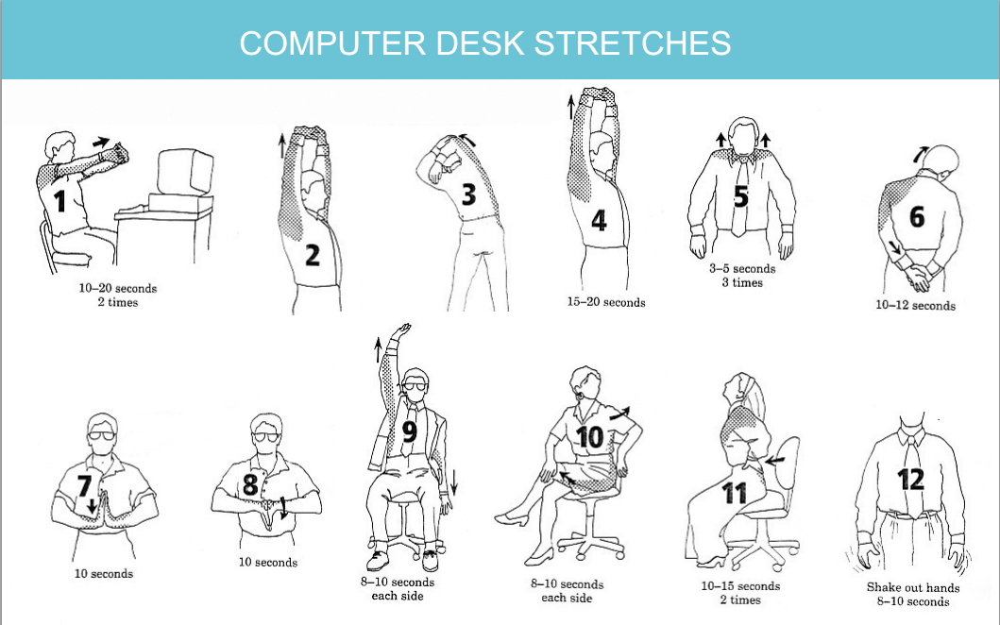 COMPUTER DESK STRETCHES
1
10–20 seconds
2 times
2
3
4
15–20 seconds
5
3–5 seconds
3 times
6
10–12 seconds
7
10 seconds
8
10 seconds
9
8–10 seconds
each side
10
8–10 seconds
each side
11
10–15 seconds
2 times
12
Shake out hands
8–10 seconds